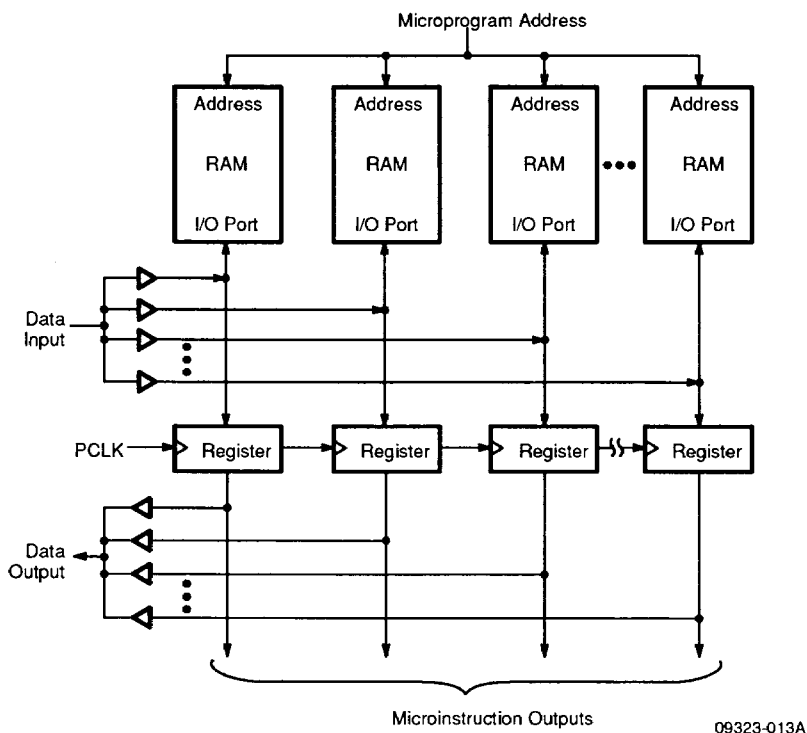 Microprogram Address
Address Address Address Address
RAM RAM RAM RAM
I/O Port I/O Port I/O Port I/O Port
Data
Input
PCLK
Register Register Register Register
Data
Output
Microinstruction Outputs
09323-013A